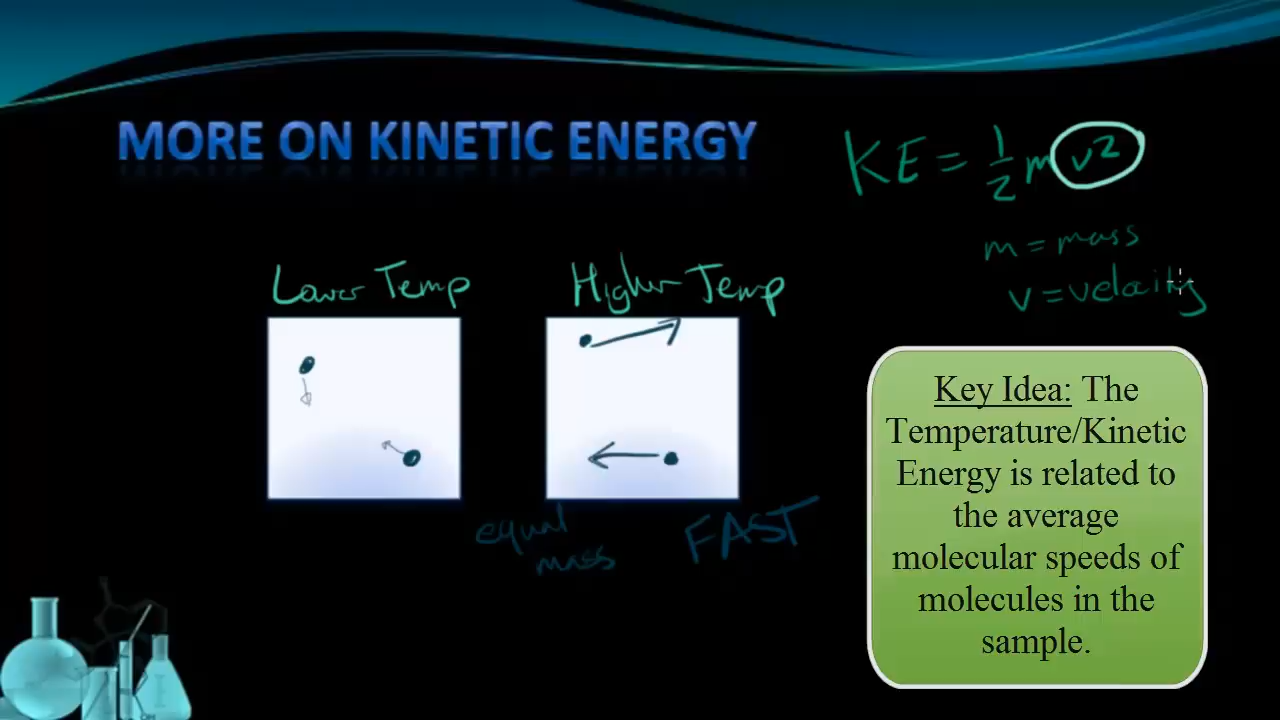 MORE ON KINETIC ENERGY
KE = 1/2 m v²
m = mass
v = velocity
Lower Temp
Higher Temp
equal
mass
FAST
Key Idea: The
Temperature/Kinetic
Energy is related to
the average
molecular speeds of
molecules in the
sample.